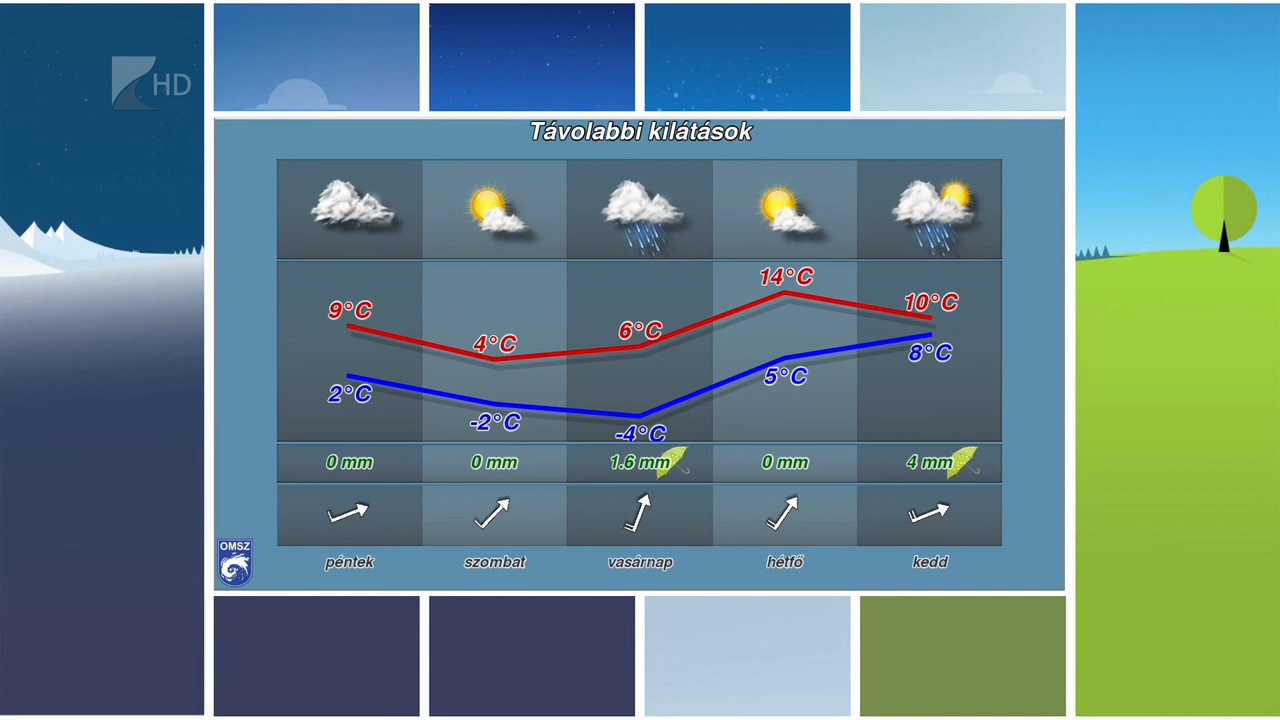 HD
Távolabbi kilátások
9°C 4°C 6°C 14°C 10°C
2°C -2°C -4°C 5°C 8°C
0 mm 0 mm 1.6 mm 0 mm 4 mm
OMSZ
péntek szombat vasárnap hétfő kedd